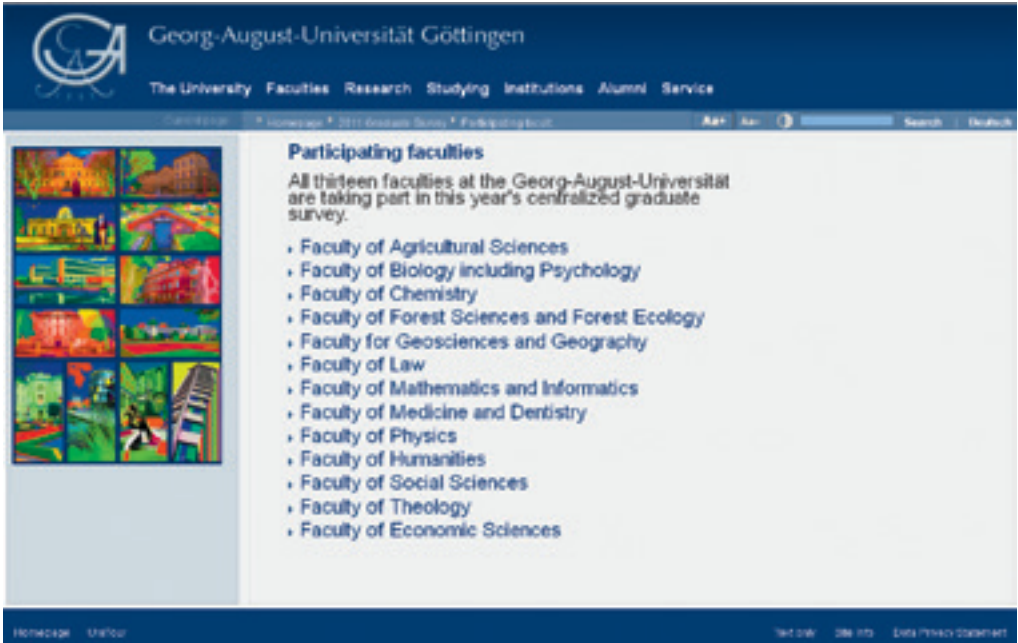 Georg-August-Universität Göttingen
The University Faculties Research Studying Institutions Alumni Service
Homepage 2011 Graduate Survey
Aa+ Aa- Search | Deutsch
Participating faculties
All thirteen faculties at the Georg-August-Universität
are taking part in this year's centralized graduate
survey.
Faculty of Agricultural Sciences
Faculty of Biology including Psychology
Faculty of Chemistry
Faculty of Forest Sciences and Forest Ecology
Faculty for Geosciences and Geography
Faculty of Law
Faculty of Mathematics and Informatics
Faculty of Medicine and Dentistry
Faculty of Physics
Faculty of Humanities
Faculty of Social Sciences
Faculty of Theology
Faculty of Economic Sciences
Homepage UniTour Text only Site Info Data Privacy Statement